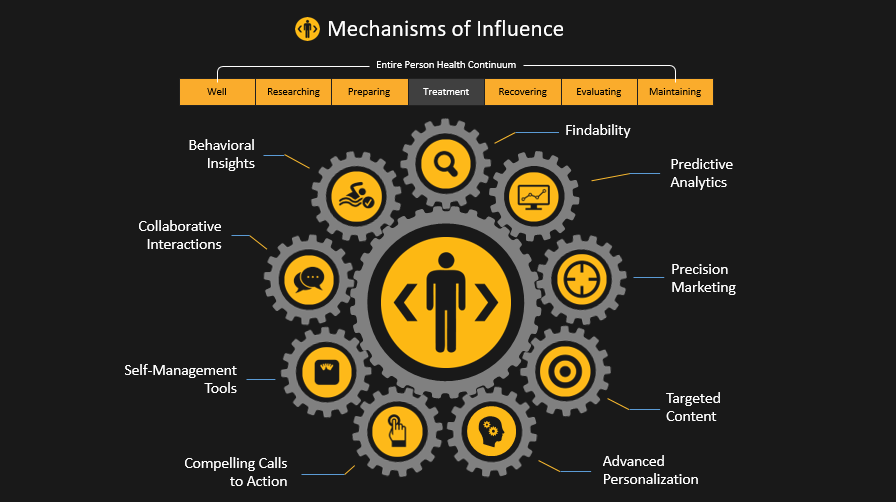 Mechanisms of Influence
Entire Person Health Continuum
Well
Researching
Preparing
Treatment
Recovering
Evaluating
Maintaining
Findability
Behavioral
Insights
Predictive
Analytics
Collaborative
Interactions
Precision
Marketing
Self-Management
Tools
Targeted
Content
Compelling Calls
to Action
Advanced
Personalization